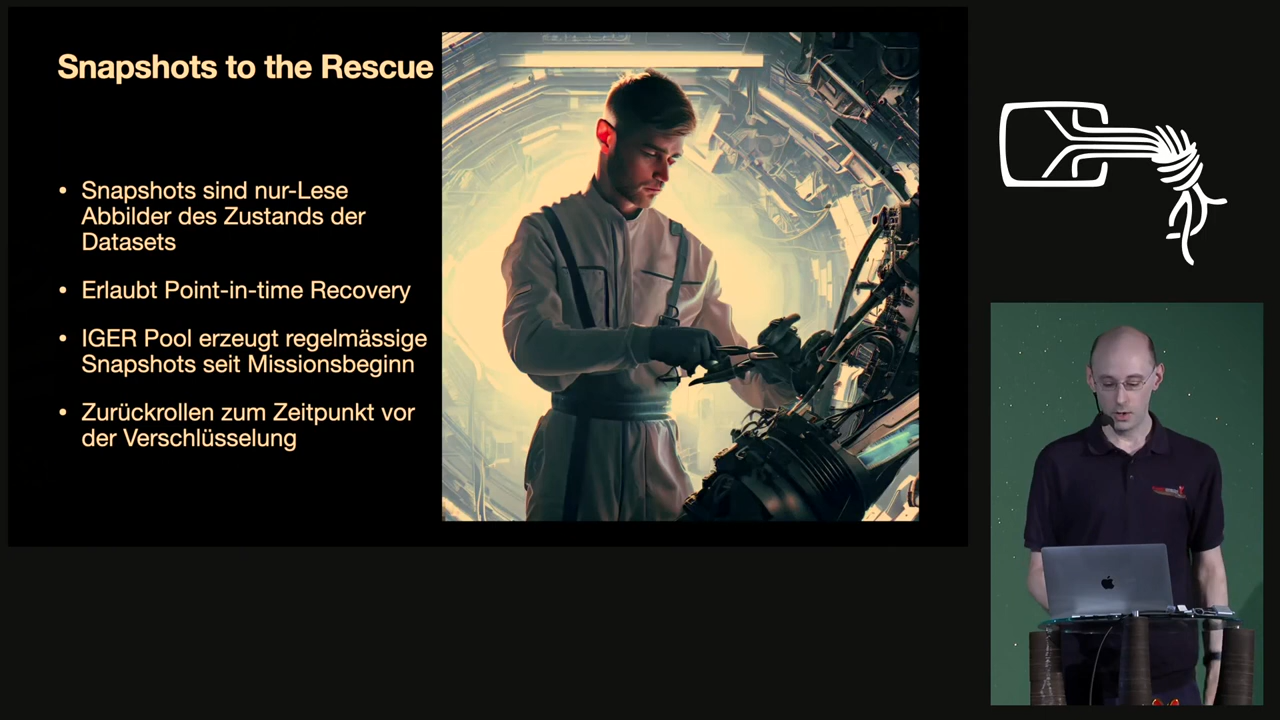 Snapshots to the Rescue
• Snapshots sind nur-Lese
Abbilder des Zustands der
Datasets
• Erlaubt Point-in-time Recovery
• IGER Pool erzeugt regelmässige
Snapshots seit Missionsbeginn
• Zurückrollen zum Zeitpunkt vor
der Verschlüsselung